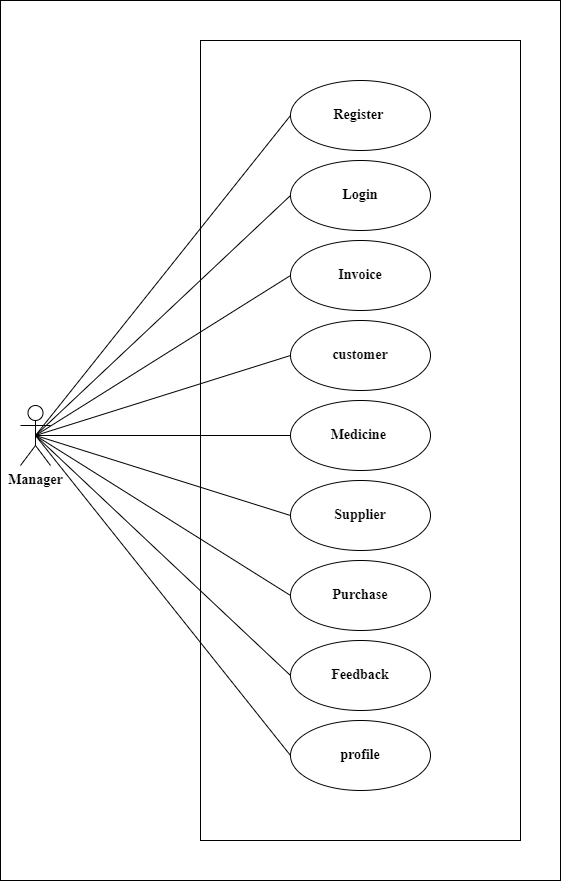 Register
Login
Invoice
customer
Medicine
Manager
Supplier
Purchase
Feedback
profile